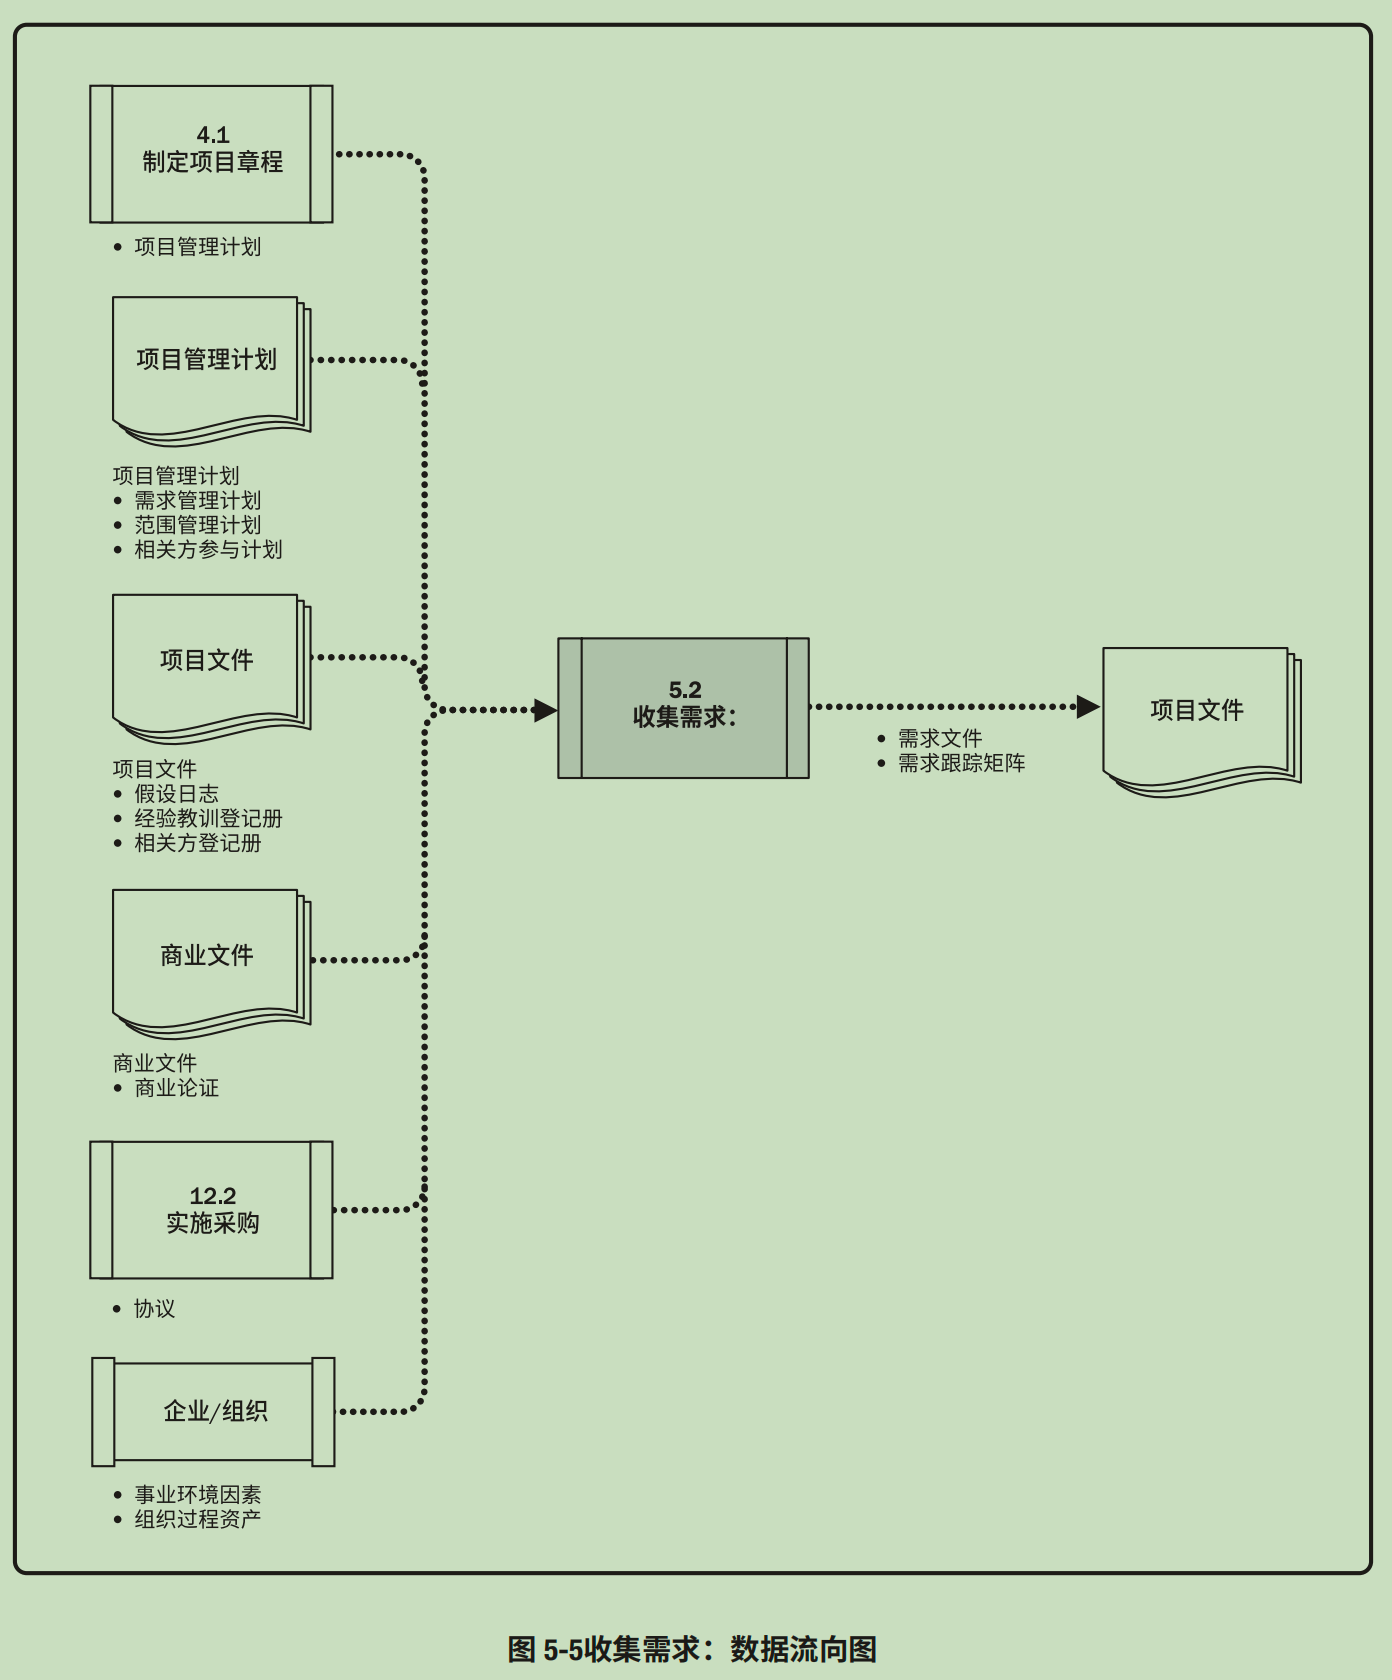 4.1
制定项目章程
• 项目管理计划
项目管理计划
项目管理计划
• 需求管理计划
• 范围管理计划
• 相关方参与计划
项目文件
项目文件
• 假设日志
• 经验教训登记册
• 相关方登记册
商业文件
商业文件
• 商业论证
12.2
实施采购
• 协议
企业/组织
• 事业环境因素
• 组织过程资产
5.2
收集需求：
• 需求文件
• 需求跟踪矩阵
项目文件
图 5-5收集需求：数据流向图